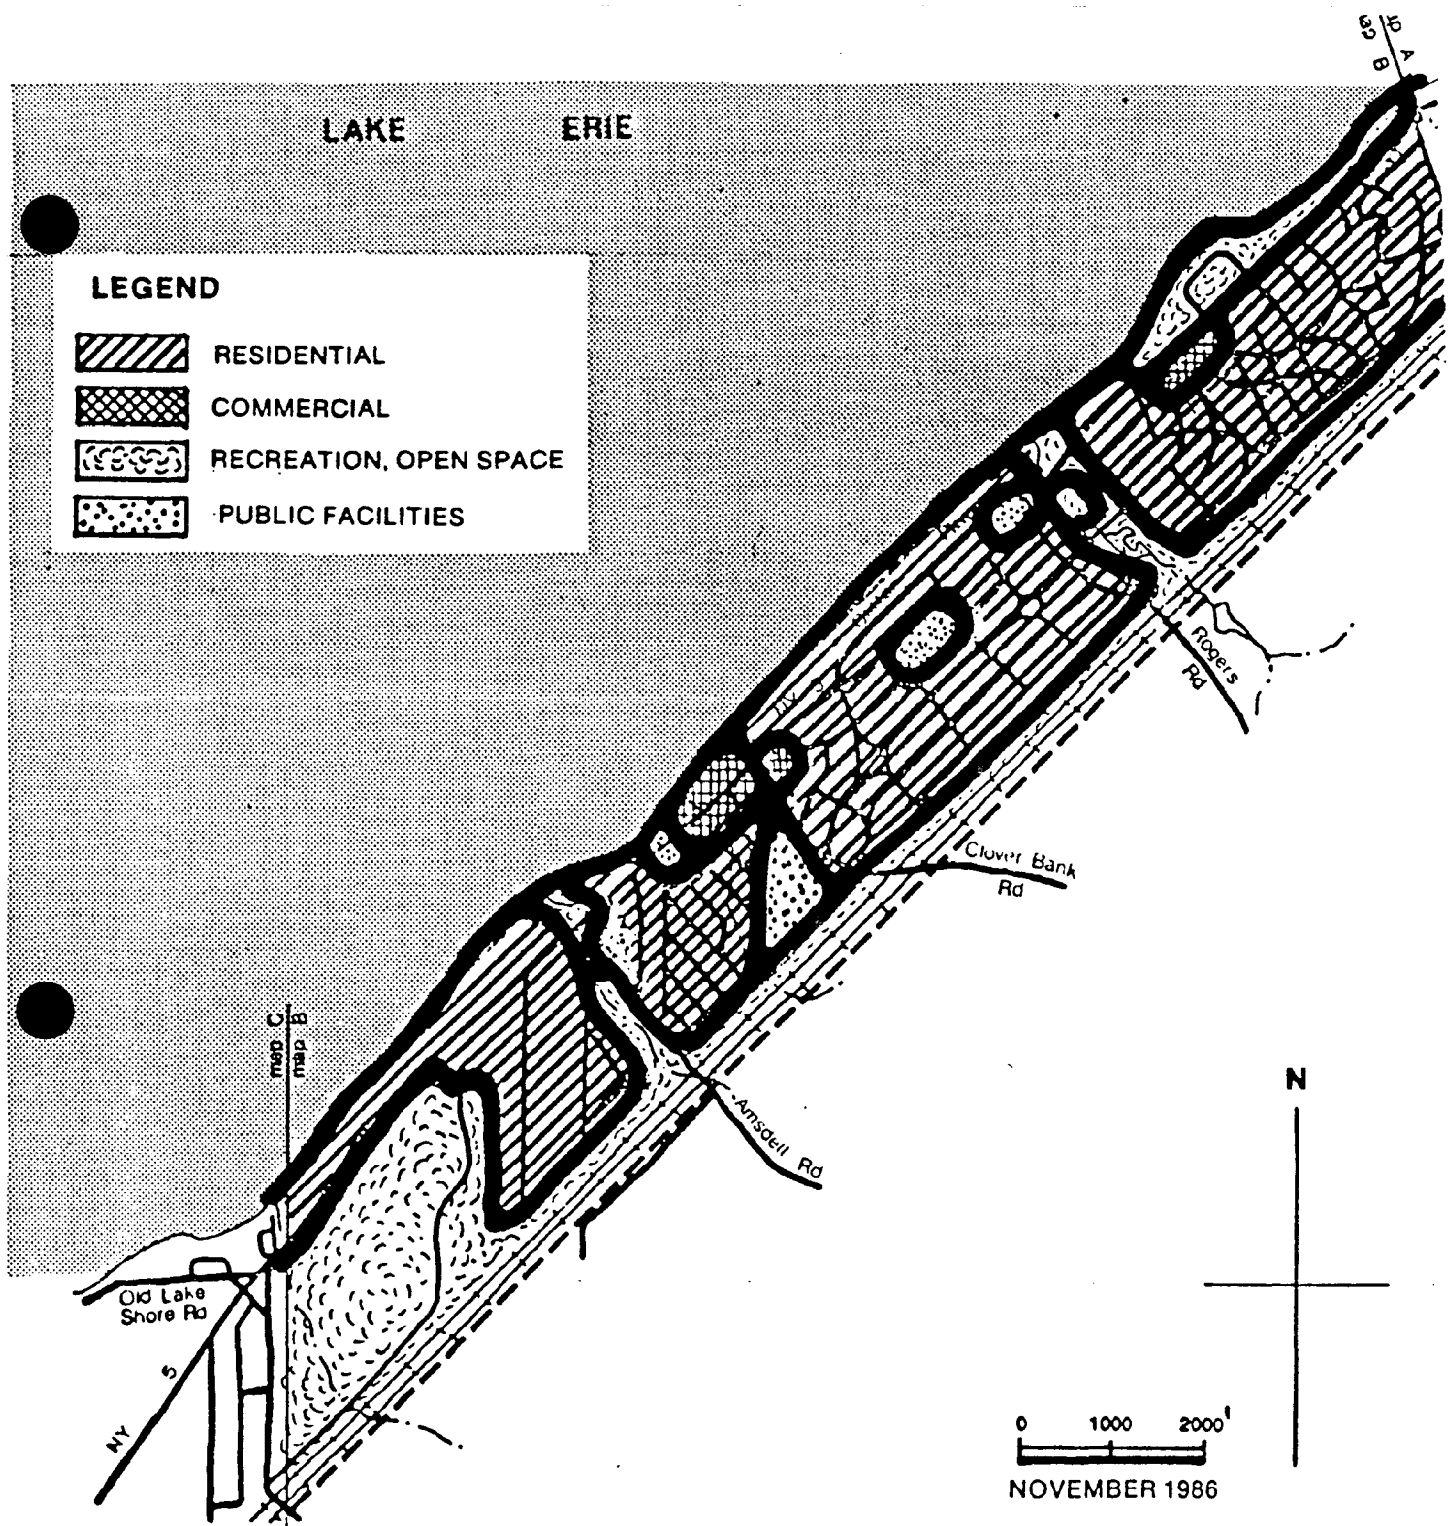 LAKE ERIE
LEGEND
RESIDENTIAL
COMMERCIAL
RECREATION, OPEN SPACE
PUBLIC FACILITIES
A
B
Rogers
Rd
Clover Bank
Rd
map C
map B
Amsdell Rd
N
Old Lake
Shore Rd
NY 5
0 1000 2000'
NOVEMBER 1986